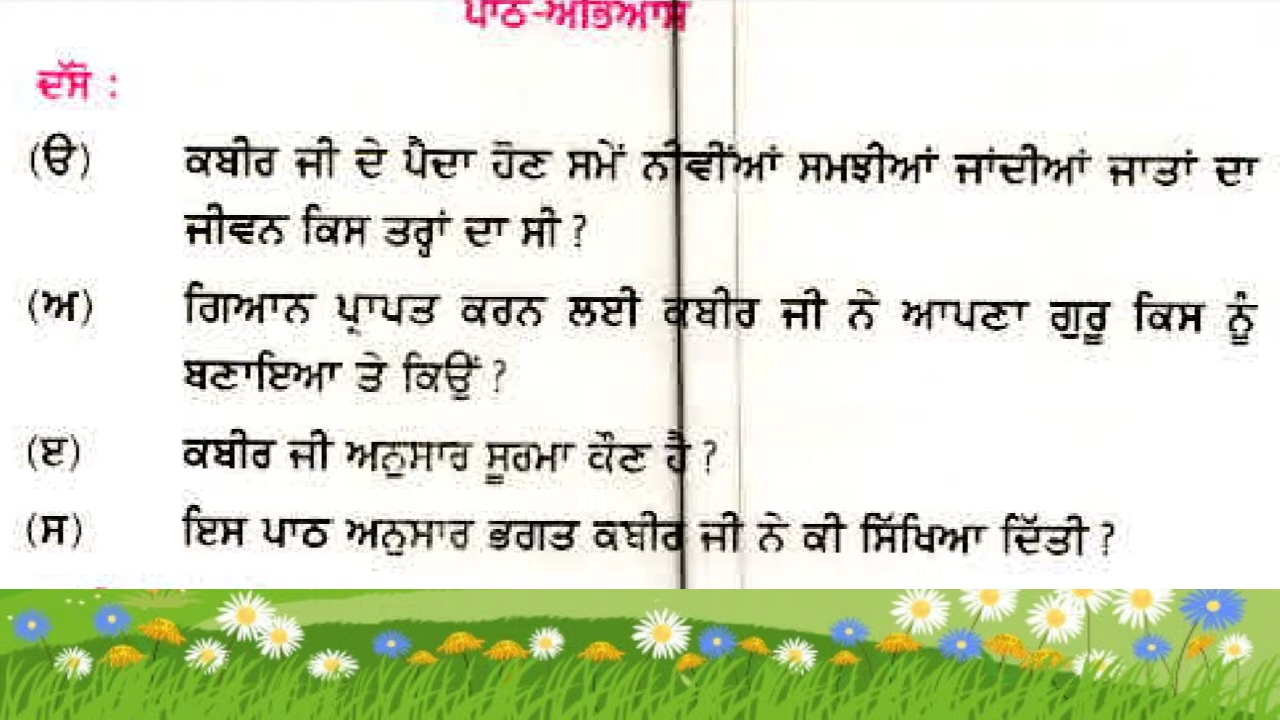 ਪਾਠ-ਅਭਿਆਸ
ਦੱਸੋ :
(ੳ) ਕਬੀਰ ਜੀ ਦੇ ਪੈਦਾ ਹੋਣ ਸਮੇਂ ਨੀਵੀਂਆਂ ਸਮਝੀਆਂ ਜਾਂਦੀਆਂ ਜਾਤਾਂ ਦਾ
ਜੀਵਨ ਕਿਸ ਤਰ੍ਹਾਂ ਦਾ ਸੀ ?
(ਅ) ਗਿਆਨ ਪ੍ਰਾਪਤ ਕਰਨ ਲਈ ਕਬੀਰ ਜੀ ਨੇ ਆਪਣਾ ਗੁਰੂ ਕਿਸ ਨੂੰ
ਬਣਾਇਆ ਤੇ ਕਿਉਂ ?
(ੲ) ਕਬੀਰ ਜੀ ਅਨੁਸਾਰ ਸੂਰਮਾ ਕੌਣ ਹੈ ?
(ਸ) ਇਸ ਪਾਠ ਅਨੁਸਾਰ ਭਗਤ ਕਬੀਰ ਜੀ ਨੇ ਕੀ ਸਿੱਖਿਆ ਦਿੱਤੀ ?